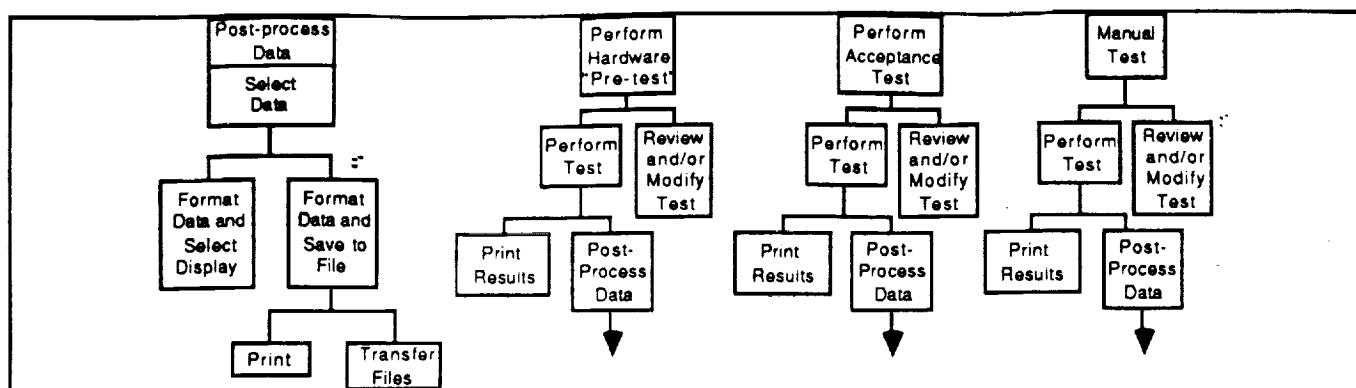 Post-process
Data
Select
Data
Format
Data and
Select
Display
Format
Data and
Save to
File
Print
Transfer
Files
Perform
Hardware
"Pre-test"
Perform
Test
Review
and/or
Modify
Test
Print
Results
Post-
Process
Data
Perform
Acceptance
Test
Perform
Test
Review
and/or
Modify
Test
Print
Results
Post-
Process
Data
Manual
Test
Perform
Test
Review
and/or
Modify
Test
Print
Results
Post-
Process
Data